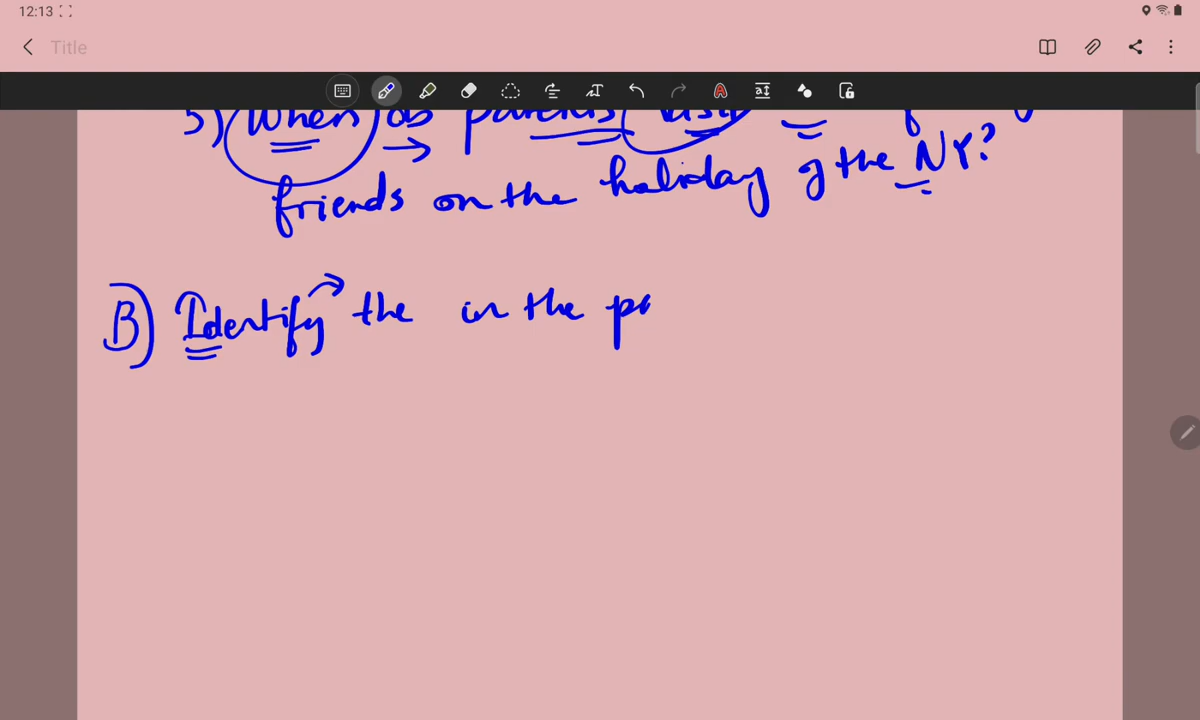 12:13
Title
5) When do parents visit
friends on the holiday of the NY?
B) Identify the in the pa